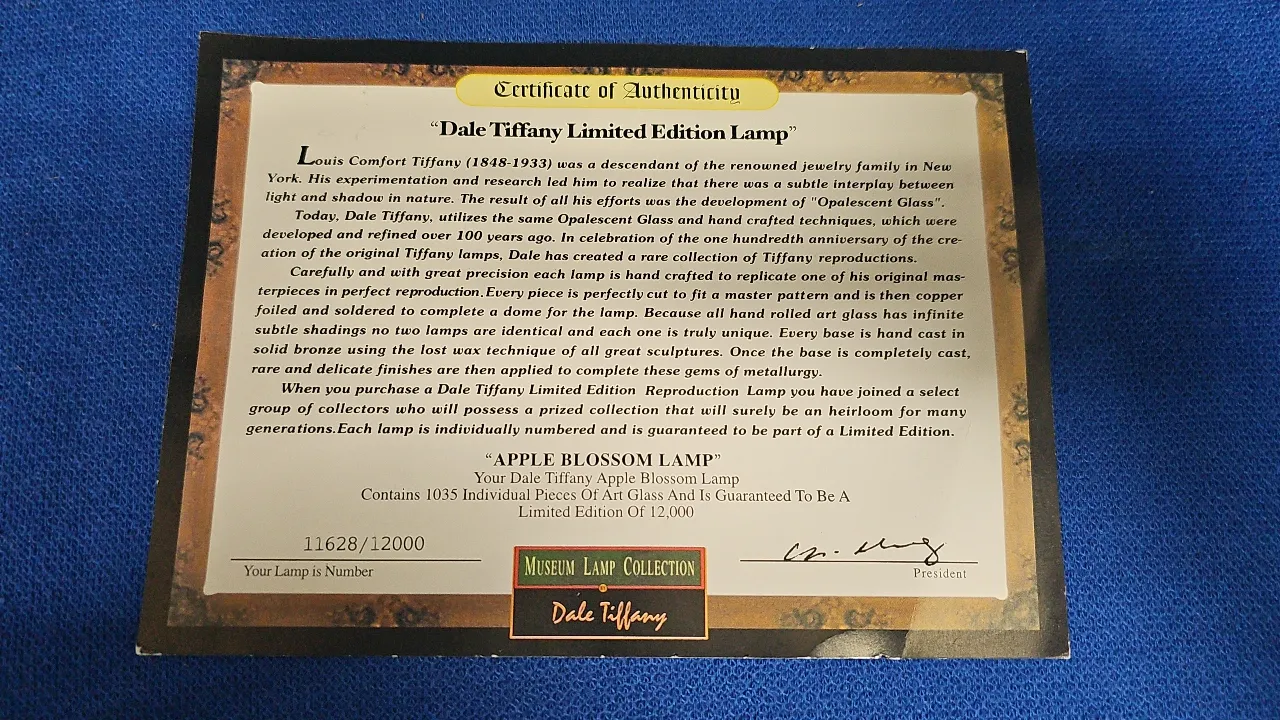 Certificate of Authenticity
“Dale Tiffany Limited Edition Lamp”
Louis Comfort Tiffany (1848-1933) was a descendant of the renowned jewelry family in New
York. His experimentation and research led him to realize that there was a subtle interplay between
light and shadow in nature. The result of all his efforts was the development of "Opalescent Glass".
Today, Dale Tiffany, utilizes the same Opalescent Glass and hand crafted techniques, which were
developed and refined over 100 years ago. In celebration of the one hundredth anniversary of the cre-
ation of the original Tiffany lamps, Dale has created a rare collection of Tiffany reproductions.
Carefully and with great precision each lamp is hand crafted to replicate one of his original mas-
terpieces in perfect reproduction.Every piece is perfectly cut to fit a master pattern and is then copper
foiled and soldered to complete a dome for the lamp. Because all hand rolled art glass has infinite
subtle shadings no two lamps are identical and each one is truly unique. Every base is hand cast in
solid bronze using the lost wax technique of all great sculptures. Once the base is completely cast,
rare and delicate finishes are then applied to complete these gems of metallurgy.
When you purchase a Dale Tiffany Limited Edition Reproduction Lamp you have joined a select
group of collectors who will possess a prized collection that will surely be an heirloom for many
generations.Each lamp is individually numbered and is guaranteed to be part of a Limited Edition.
“APPLE BLOSSOM LAMP”
Your Dale Tiffany Apple Blossom Lamp
Contains 1035 Individual Pieces Of Art Glass And Is Guaranteed To Be A
Limited Edition Of 12,000
11628/12000
Your Lamp is Number
President
MUSEUM LAMP COLLECTION
Dale Tiffany